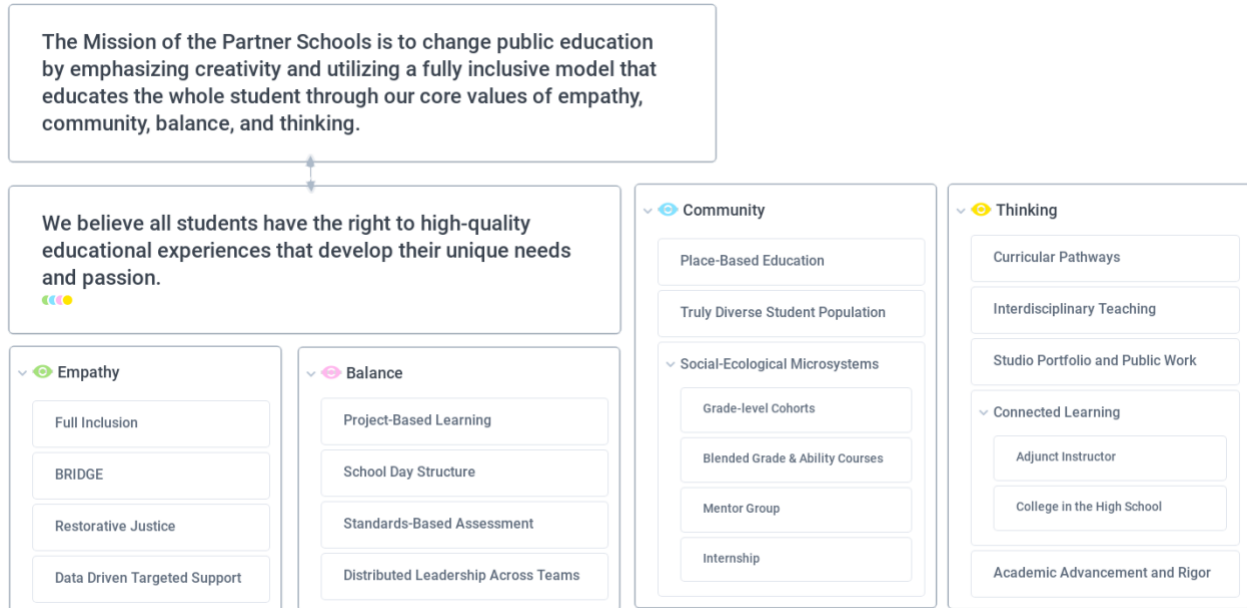 The Mission of the Partner Schools is to change public education
by emphasizing creativity and utilizing a fully inclusive model that
educates the whole student through our core values of empathy,
community, balance, and thinking.
We believe all students have the right to high-quality
educational experiences that develop their unique needs
and passion.
Empathy
Full Inclusion
BRIDGE
Restorative Justice
Data Driven Targeted Support
Balance
Project-Based Learning
School Day Structure
Standards-Based Assessment
Distributed Leadership Across Teams
Community
Place-Based Education
Truly Diverse Student Population
Social-Ecological Microsystems
Grade-level Cohorts
Blended Grade & Ability Courses
Mentor Group
Internship
Thinking
Curricular Pathways
Interdisciplinary Teaching
Studio Portfolio and Public Work
Connected Learning
Adjunct Instructor
College in the High School
Academic Advancement and Rigor